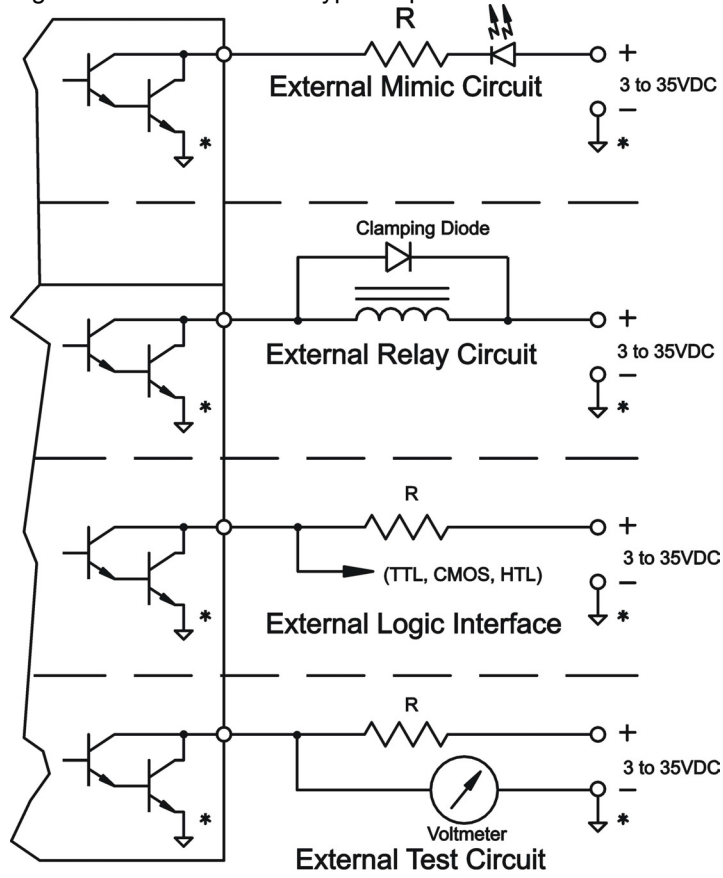 R
External Mimic Circuit
+
3 to 35VDC
–
*
*
Clamping Diode
+
External Relay Circuit
3 to 35VDC
–
*
*
R
+
3 to 35VDC
(TTL, CMOS, HTL)
–
*
*
External Logic Interface
R
+
3 to 35VDC
–
*
*
Voltmeter
External Test Circuit